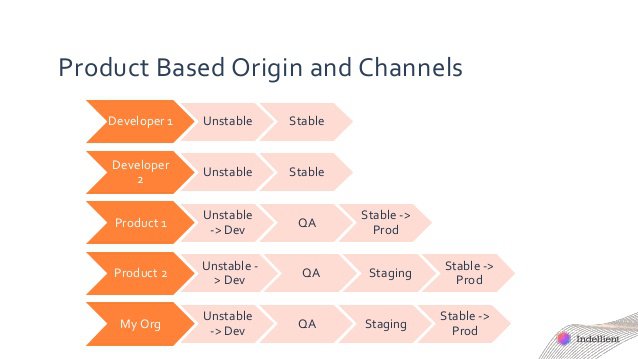 Product Based Origin and Channels
Developer 1
Unstable
Stable
Developer
2
Unstable
Stable
Product 1
Unstable
-> Dev
QA
Stable ->
Prod
Product 2
Unstable -
> Dev
QA
Staging
Stable ->
Prod
My Org
Unstable
-> Dev
QA
Staging
Stable ->
Prod
Indellient